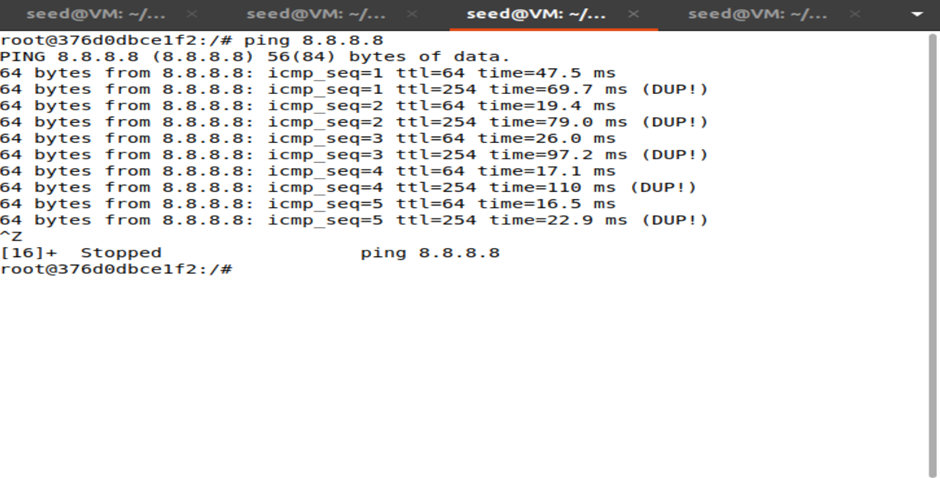 seed@VM: ~/... × seed@VM: ~/... × seed@VM: ~/... × seed@VM: ~/... ×
root@376d0dbce1f2:/# ping 8.8.8.8
PING 8.8.8.8 (8.8.8.8) 56(84) bytes of data.
64 bytes from 8.8.8.8: icmp_seq=1 ttl=64 time=47.5 ms
64 bytes from 8.8.8.8: icmp_seq=1 ttl=254 time=69.7 ms (DUP!)
64 bytes from 8.8.8.8: icmp_seq=2 ttl=64 time=19.4 ms
64 bytes from 8.8.8.8: icmp_seq=2 ttl=254 time=79.0 ms (DUP!)
64 bytes from 8.8.8.8: icmp_seq=3 ttl=64 time=26.0 ms
64 bytes from 8.8.8.8: icmp_seq=3 ttl=254 time=97.2 ms (DUP!)
64 bytes from 8.8.8.8: icmp_seq=4 ttl=64 time=17.1 ms
64 bytes from 8.8.8.8: icmp_seq=4 ttl=254 time=110 ms (DUP!)
64 bytes from 8.8.8.8: icmp_seq=5 ttl=64 time=16.5 ms
64 bytes from 8.8.8.8: icmp_seq=5 ttl=254 time=22.9 ms (DUP!)
^Z
[16]+  Stopped                 ping 8.8.8.8
root@376d0dbce1f2:/#